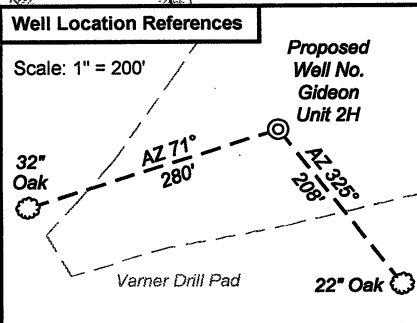 Well Location References
Scale: 1" = 200'
Proposed
Well No.
Gideon
Unit 2H
32"
Oak
AZ 71°
280'
AZ 325°
208'
Varner Drill Pad
22" Oak